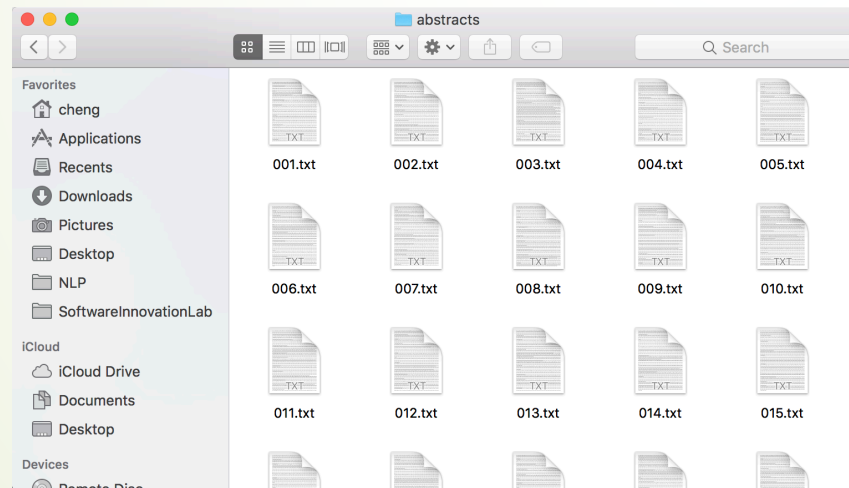 abstracts
Search
Favorites
cheng
Applications
Recents
Downloads
Pictures
Desktop
NLP
SoftwareInnovationLab
iCloud
iCloud Drive
Documents
Desktop
Devices
Remote Disc
TXT TXT TXT TXT TXT
001.txt 002.txt 003.txt 004.txt 005.txt
TXT TXT TXT TXT TXT
006.txt 007.txt 008.txt 009.txt 010.txt
TXT TXT TXT TXT TXT
011.txt 012.txt 013.txt 014.txt 015.txt